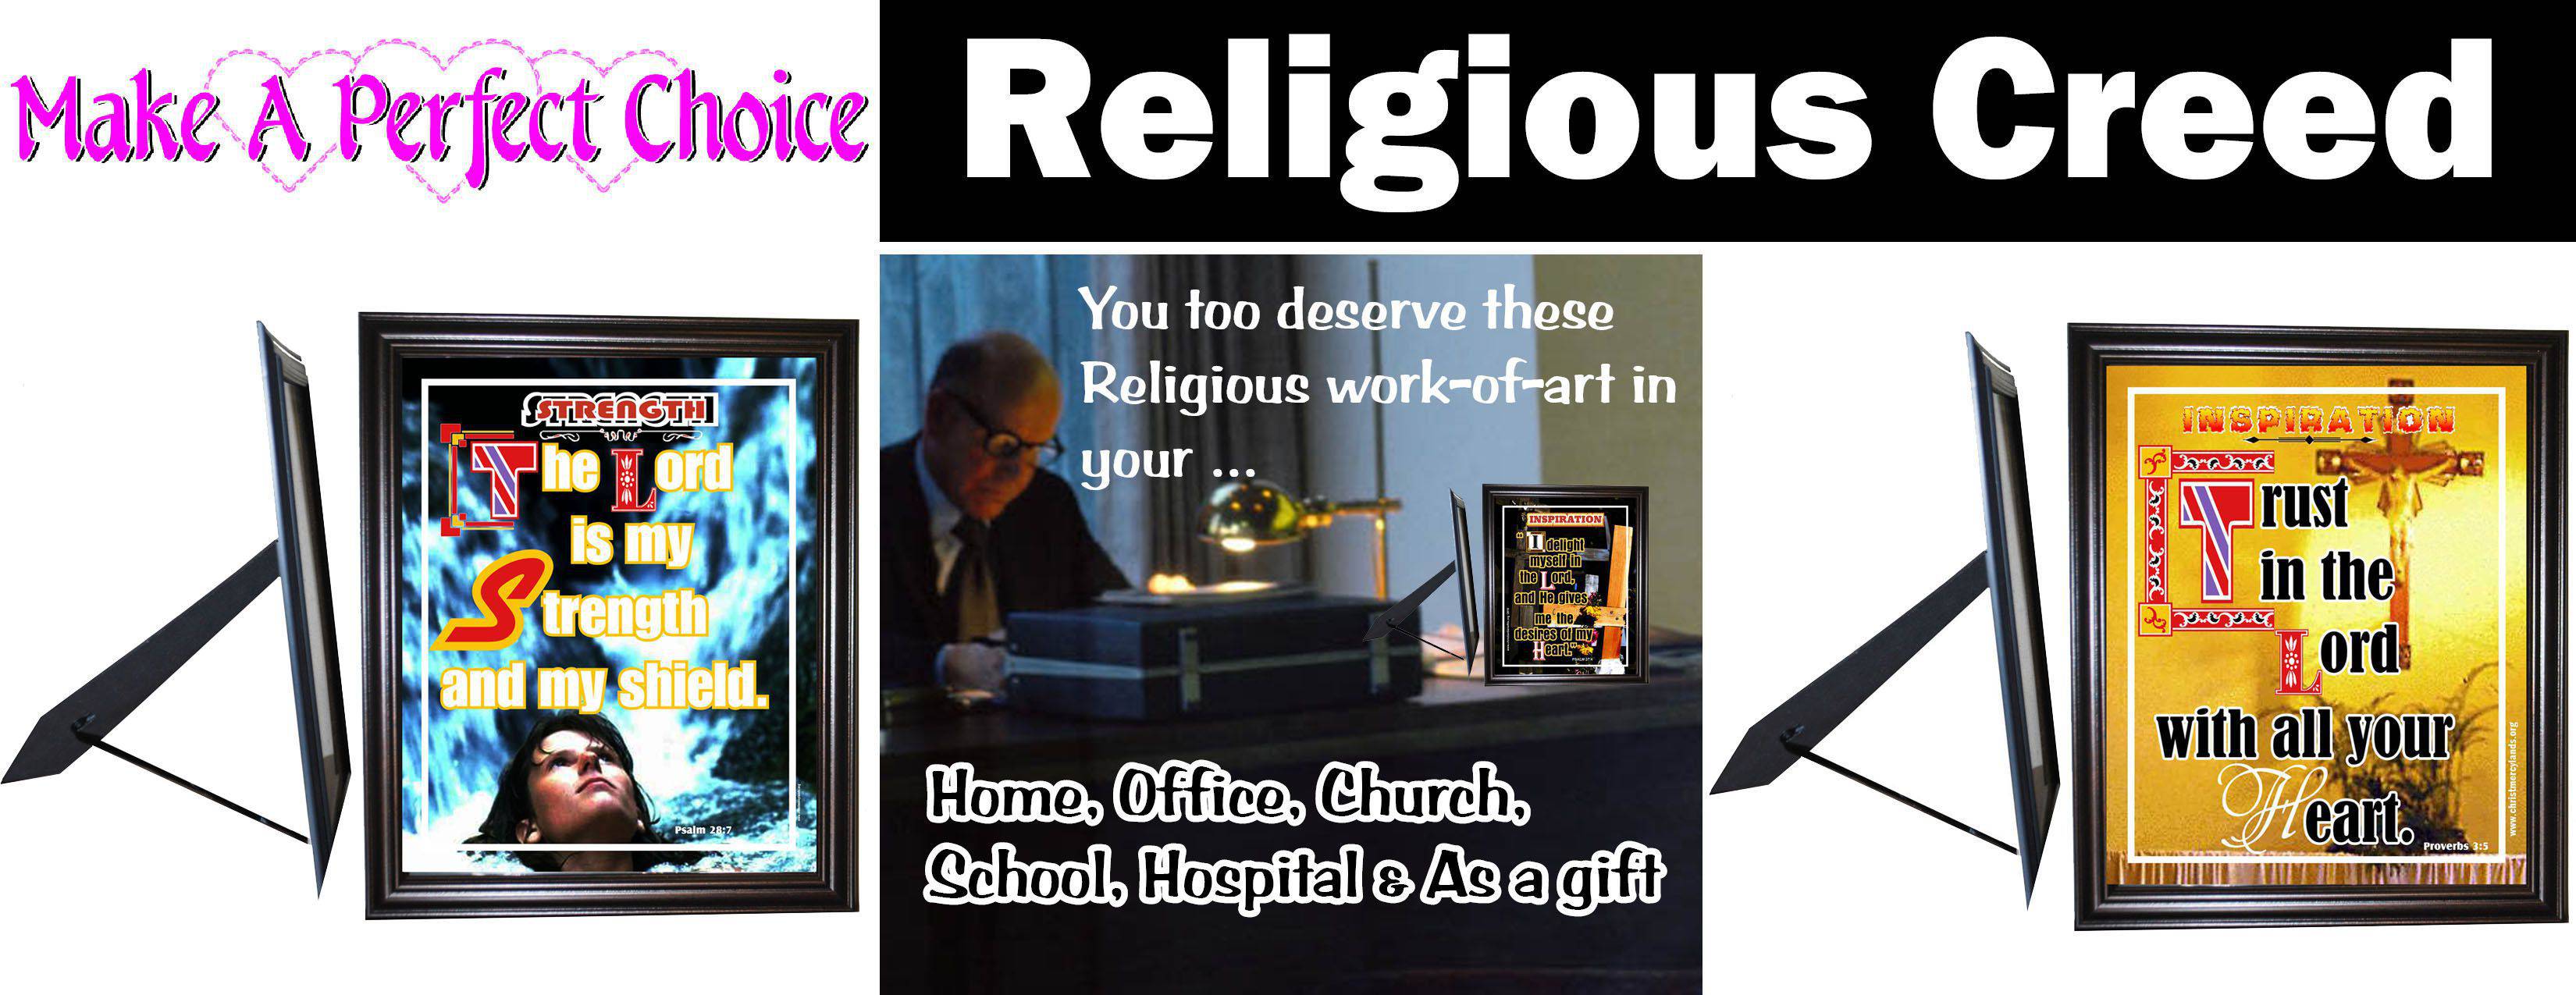 Make A Perfect Choice
Religious Creed
STRENGTH
The Lord
is my
Strength
and my shield.
Psalm 28:7
You too deserve these
Religious work-of-art in
your ...
INSPIRATION
"I delight
myself in
the Lord,
and He gives
me the
desires of my
Heart."
Home, Office, Church,
School, Hospital & As a gift
INSPIRATION
Trust
in the
Lord
with all your
Heart.
Proverbs 3:5
www.christmercylands.org